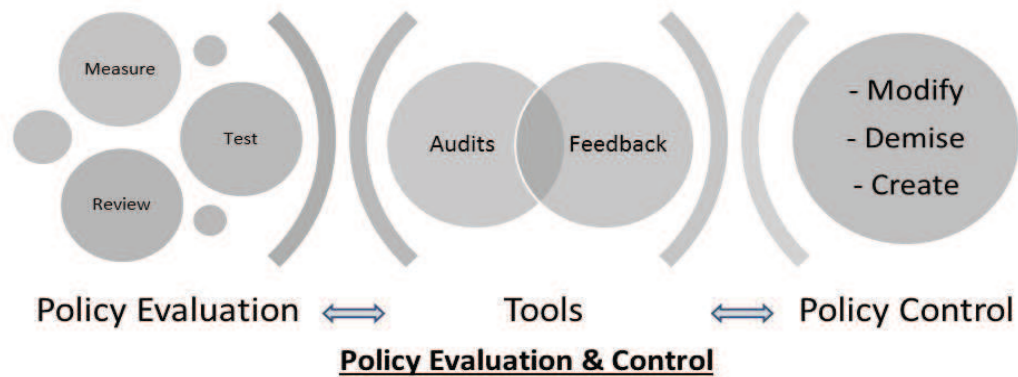 Measure
Test
Review
Audits
Feedback
- Modify
- Demise
- Create
Policy Evaluation
Tools
Policy Control
Policy Evaluation & Control